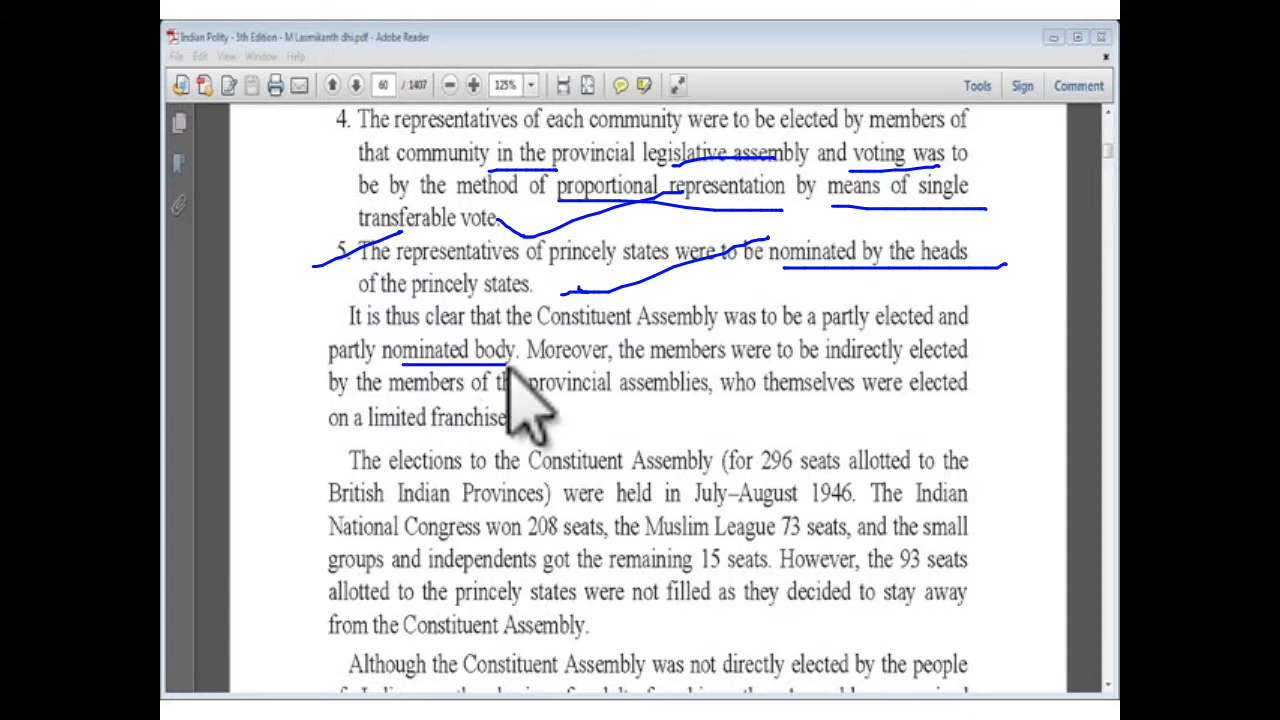 Indian Polity - 5th Edition - M Laxmikanth dhi.pdf - Adobe Reader
File Edit View Window Help
60 / 1407 125% Tools Sign Comment
4. The representatives of each community were to be elected by members of
that community in the provincial legislative assembly and voting was to
be by the method of proportional representation by means of single
transferable vote.
5. The representatives of princely states were to be nominated by the heads
of the princely states.
It is thus clear that the Constituent Assembly was to be a partly elected and
partly nominated body. Moreover, the members were to be indirectly elected
by the members of the provincial assemblies, who themselves were elected
on a limited franchise
The elections to the Constituent Assembly (for 296 seats allotted to the
British Indian Provinces) were held in July–August 1946. The Indian
National Congress won 208 seats, the Muslim League 73 seats, and the small
groups and independents got the remaining 15 seats. However, the 93 seats
allotted to the princely states were not filled as they decided to stay away
from the Constituent Assembly.
Although the Constituent Assembly was not directly elected by the people